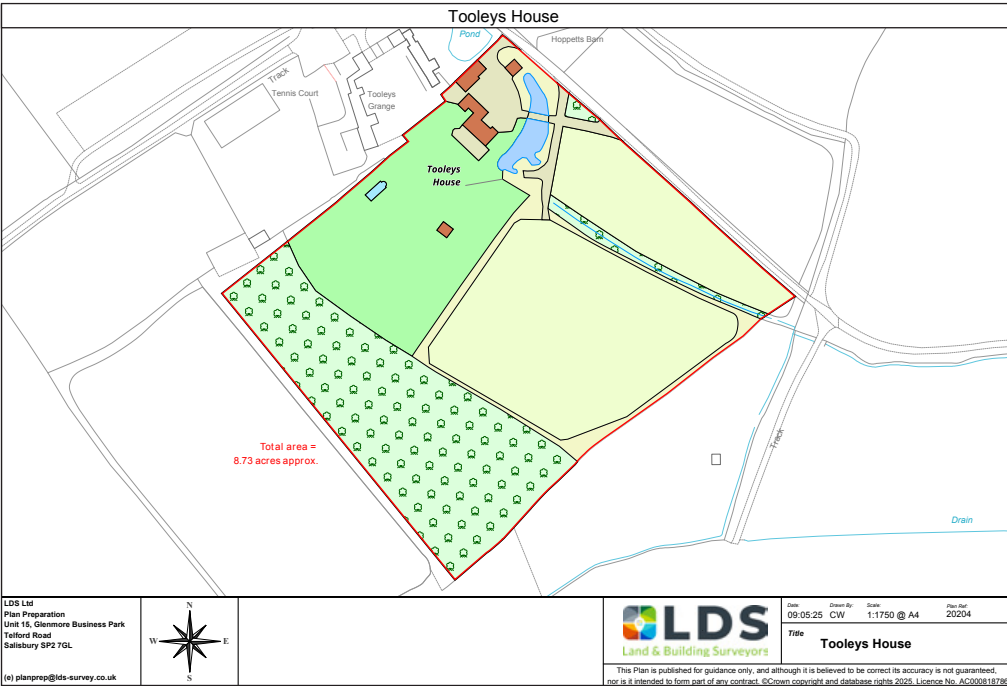 Tooleys House
Pond
Hoppetts Barn
Track
Tennis Court
Tooleys
Grange
Tooleys
House
Total area =
8.73 acres approx.
Track
Drain
LDS Ltd
Plan Preparation
Unit 15, Glenmore Business Park
Telford Road
Salisbury SP2 7GL
(e) planprep@lds-survey.co.uk
N
W E
S
LDS
Land & Building Surveyors
Date: Drawn By: Scale: Plan Ref:
09:05:25 CW 1:1750 @ A4 20204
Title
Tooleys House
This Plan is published for guidance only, and although it is believed to be correct its accuracy is not guaranteed,
nor is it intended to form part of any contract. ©Crown copyright and database rights 2025. Licence No. AC000818786